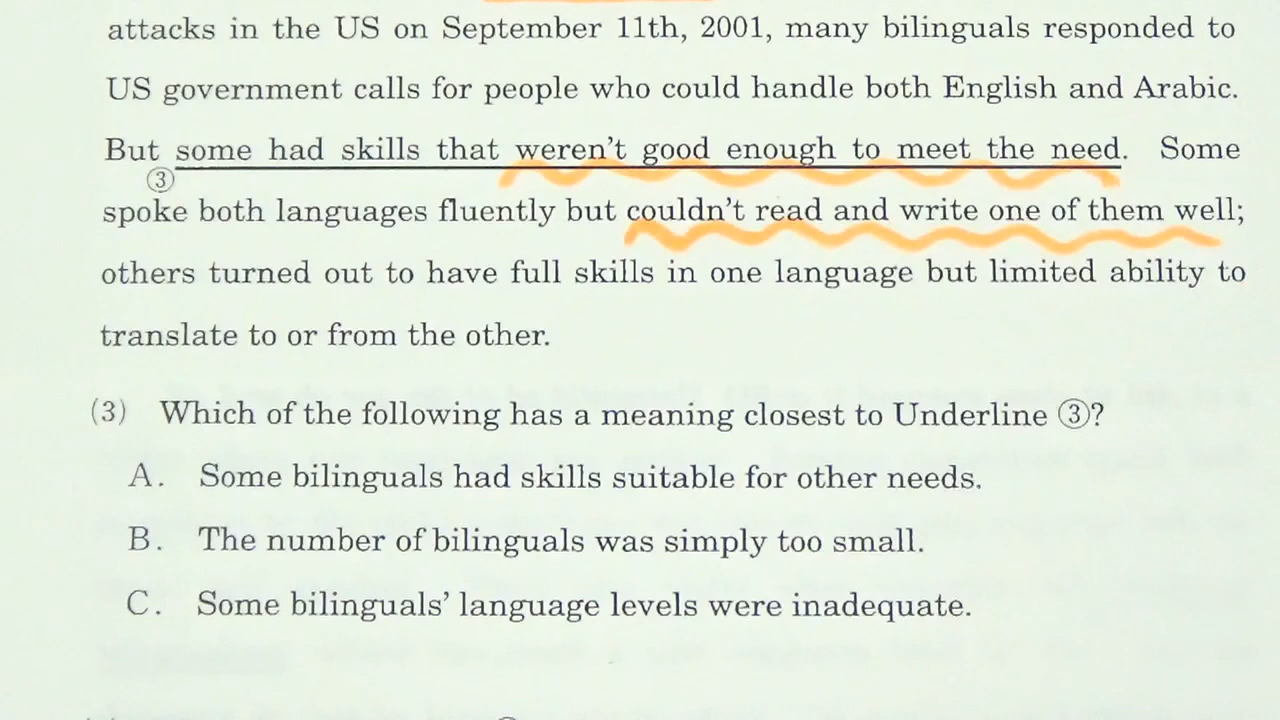 attacks in the US on September 11th, 2001, many bilinguals responded to
US government calls for people who could handle both English and Arabic.
But some had skills that weren't good enough to meet the need. Some
③
spoke both languages fluently but couldn't read and write one of them well;
others turned out to have full skills in one language but limited ability to
translate to or from the other.
(3) Which of the following has a meaning closest to Underline ③?
A. Some bilinguals had skills suitable for other needs.
B. The number of bilinguals was simply too small.
C. Some bilinguals' language levels were inadequate.